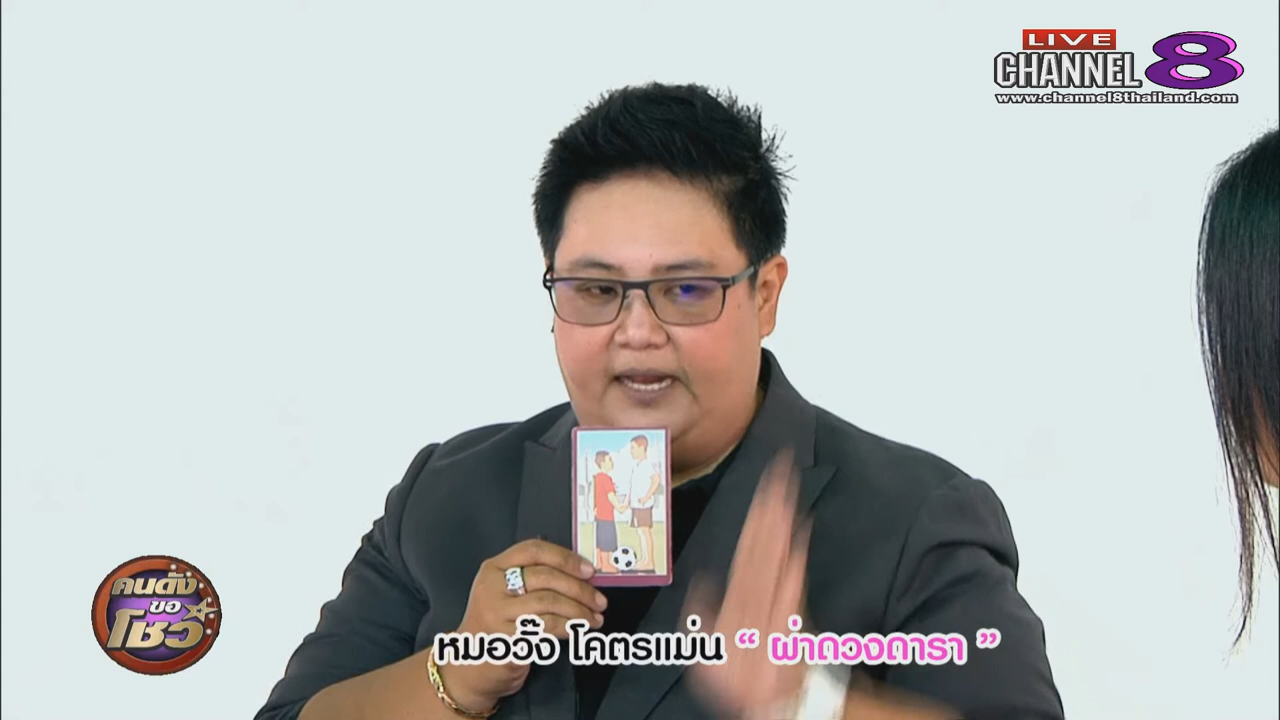 LIVE
CHANNEL 8
www.channel8thailand.com
คนดัง
ขอ
โชว์
หมอวั๊ง โคตรแม่น “ ผ่าดวงดารา ”